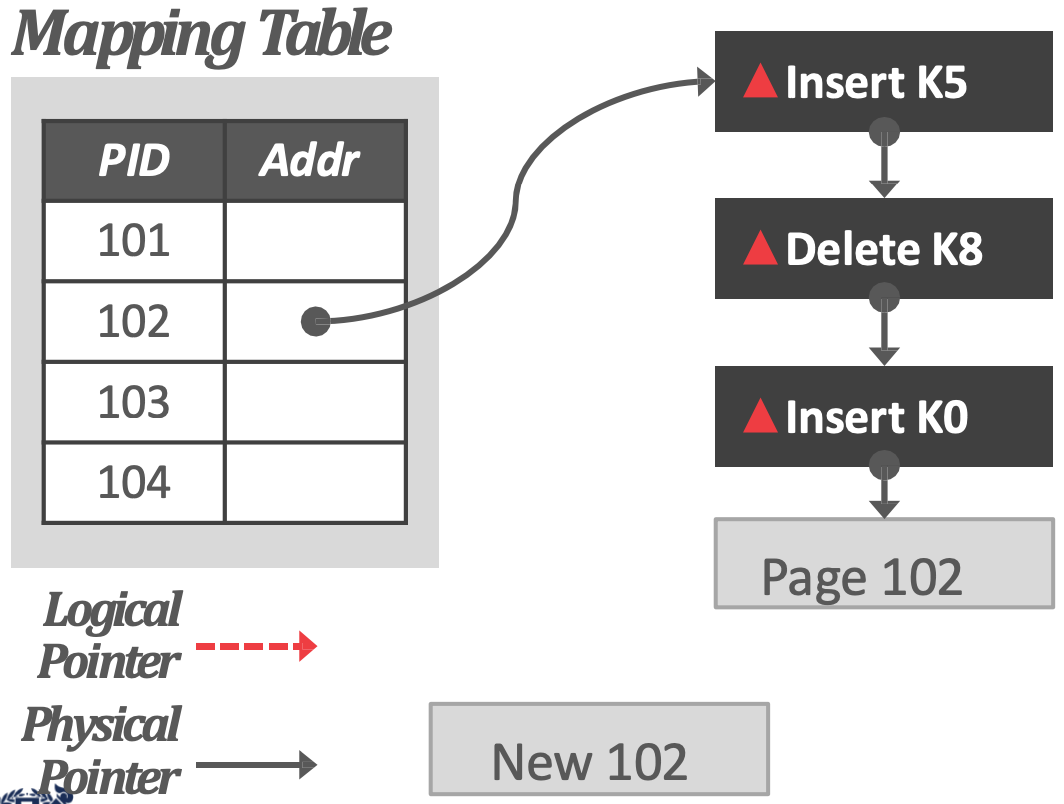 Mapping Table
PID Addr
101
102
103
104
Insert K5
Delete K8
Insert K0
Page 102
Logical
Pointer
Physical
Pointer
New 102